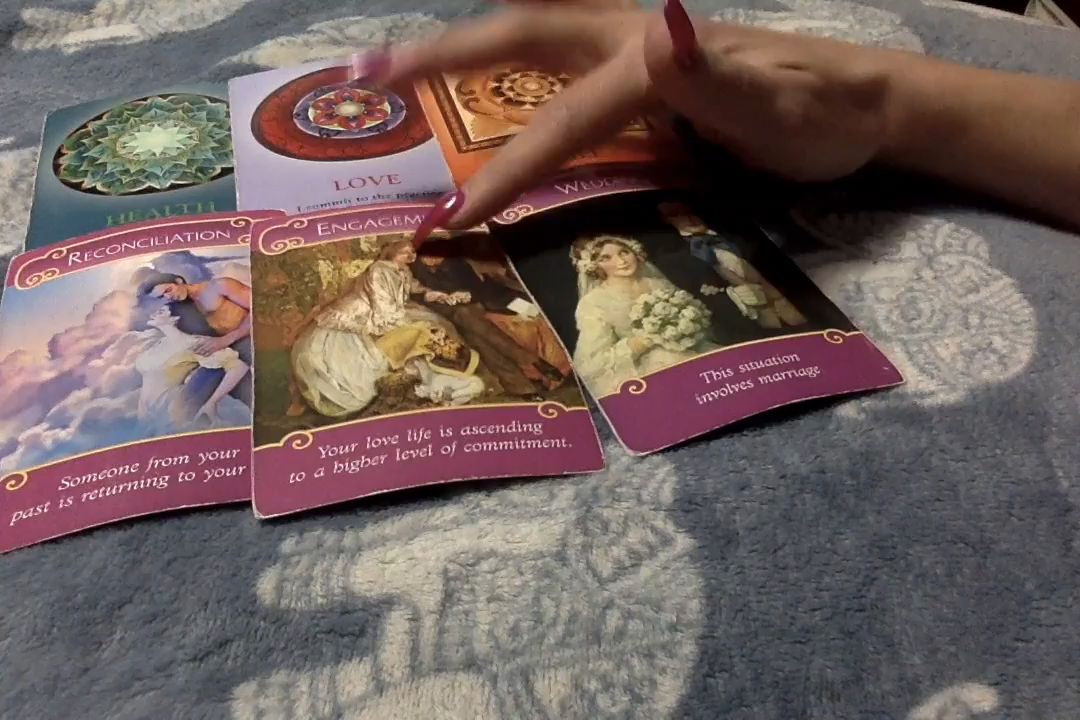 HEALTH
LOVE
I commit to the
RECONCILIATION
Someone from your
past is returning to your
ENGAGEM
Your love life is ascending
to a higher level of commitment.
WEDD
This situation
involves marriage